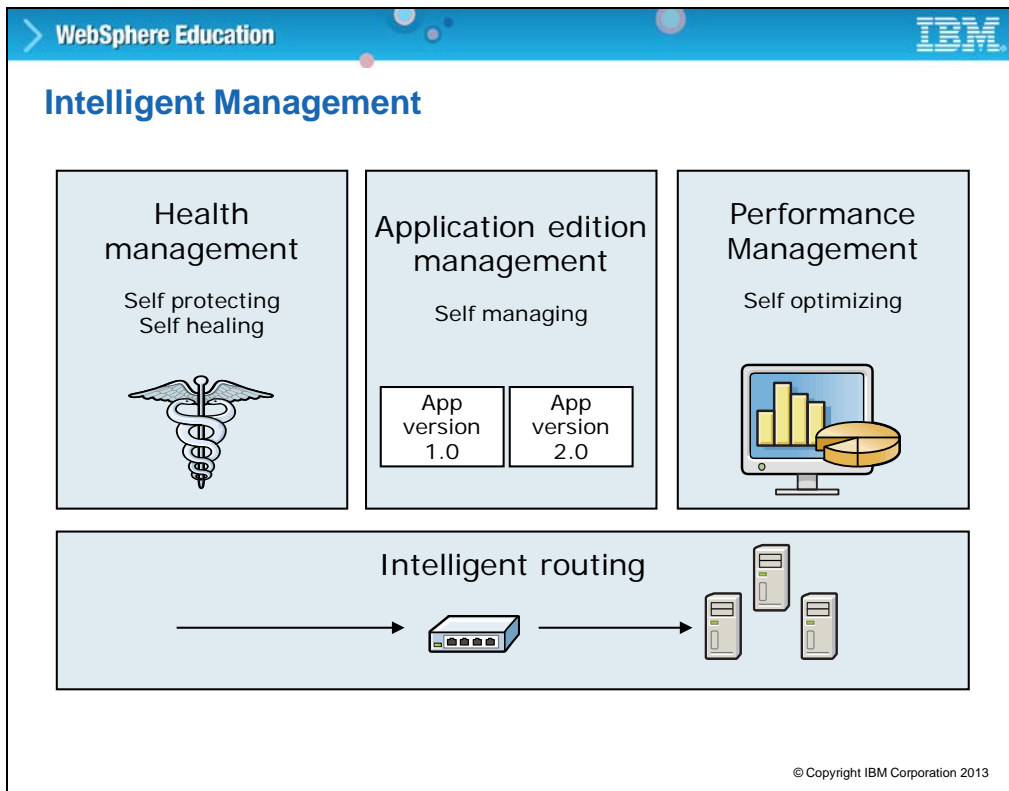 WebSphere Education
IBM.
Intelligent Management
Health
management
Self protecting
Self healing
Application edition
management
Self managing
App
version
1.0
App
version
2.0
Performance
Management
Self optimizing
Intelligent routing
© Copyright IBM Corporation 2013